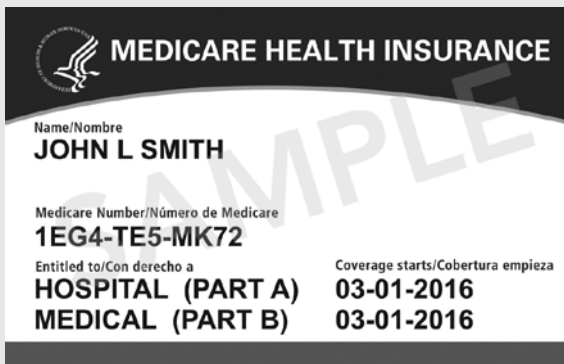 MEDICARE HEALTH INSURANCE
Name/Nombre
JOHN L SMITH
Medicare Number/Número de Medicare
1EG4-TE5-MK72
Entitled to/Con derecho a Coverage starts/Cobertura empieza
HOSPITAL (PART A) 03-01-2016
MEDICAL (PART B) 03-01-2016
SAMPLE